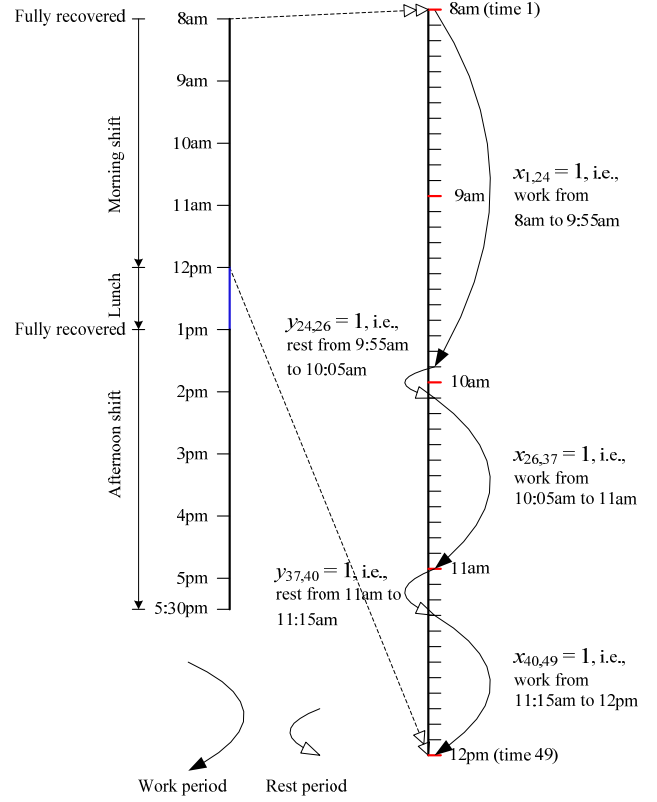 Fully recovered
8am
9am
10am
11am
12pm
1pm
2pm
3pm
4pm
5pm
5:30pm
Morning shift
Lunch
Fully recovered
Afternoon shift
8am (time 1)
9am
10am
11am
12pm (time 49)
x1,24 = 1, i.e.,
work from
8am to 9:55am
y24,26 = 1, i.e.,
rest from 9:55am
to 10:05am
x26,37 = 1, i.e.,
work from
10:05am to 11am
y37,40 = 1, i.e.,
rest from 11am to
11:15am
x40,49 = 1, i.e.,
work from
11:15am to 12pm
Work period
Rest period